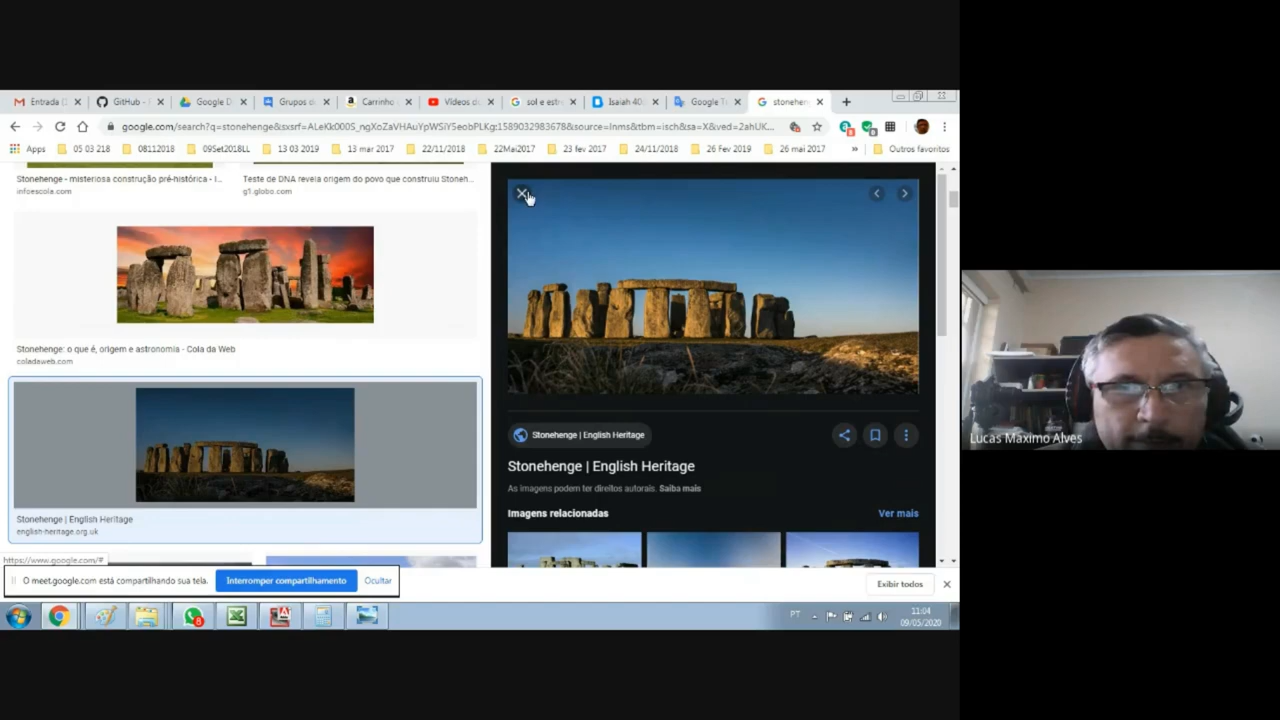 Entrada
GitHub -
Google D
Grupos d
Carrinho
Vídeos d
sol e estr
Isaiah 40
Google T
stonehen
google.com/search?q=stonehenge&sxsrf=ALeKk000S_ngXoZaVHAuYpWSiY5eobPLKg:1589032983678&source=lnms&tbm=isch&sa=X&ved=2ahUK...
Apps
05 03 218
08112018
09Set2018LL
13 03 2019
13 mar 2017
22/11/2018
22Mai2017
23 fev 2017
24/11/2018
26 Fev 2019
26 mai 2017
»
Outros favoritos
Stonehenge - misteriosa construção pré-histórica - I...
infoescola.com
Teste de DNA revela origem do povo que construiu Stoneh...
g1.globo.com
Stonehenge: o que é, origem e astronomia - Cola da Web
coladaweb.com
Stonehenge | English Heritage
english-heritage.org.uk
Stonehenge | English Heritage
Stonehenge | English Heritage
As imagens podem ter direitos autorais. Saiba mais
Imagens relacionadas
Ver mais
https://www.google.com/#
O meet.google.com está compartilhando sua tela.
Interromper compartilhamento
Ocultar
Exibir todos
8
PT
11:04
09/05/2020
Lucas Maximo Alves